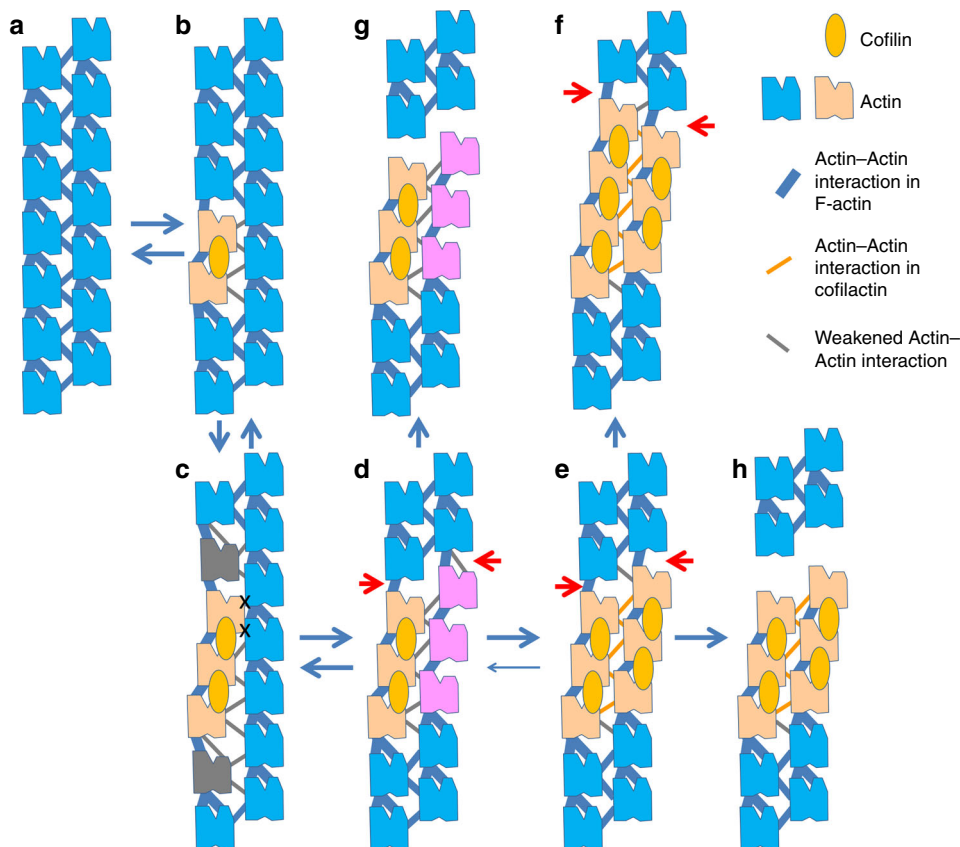 a
b
g
f
Cofilin
Actin
Actin–Actin
interaction in
F-actin
Actin–Actin
interaction in
cofilactin
Weakened Actin–
Actin interaction
c
d
e
h
x
x